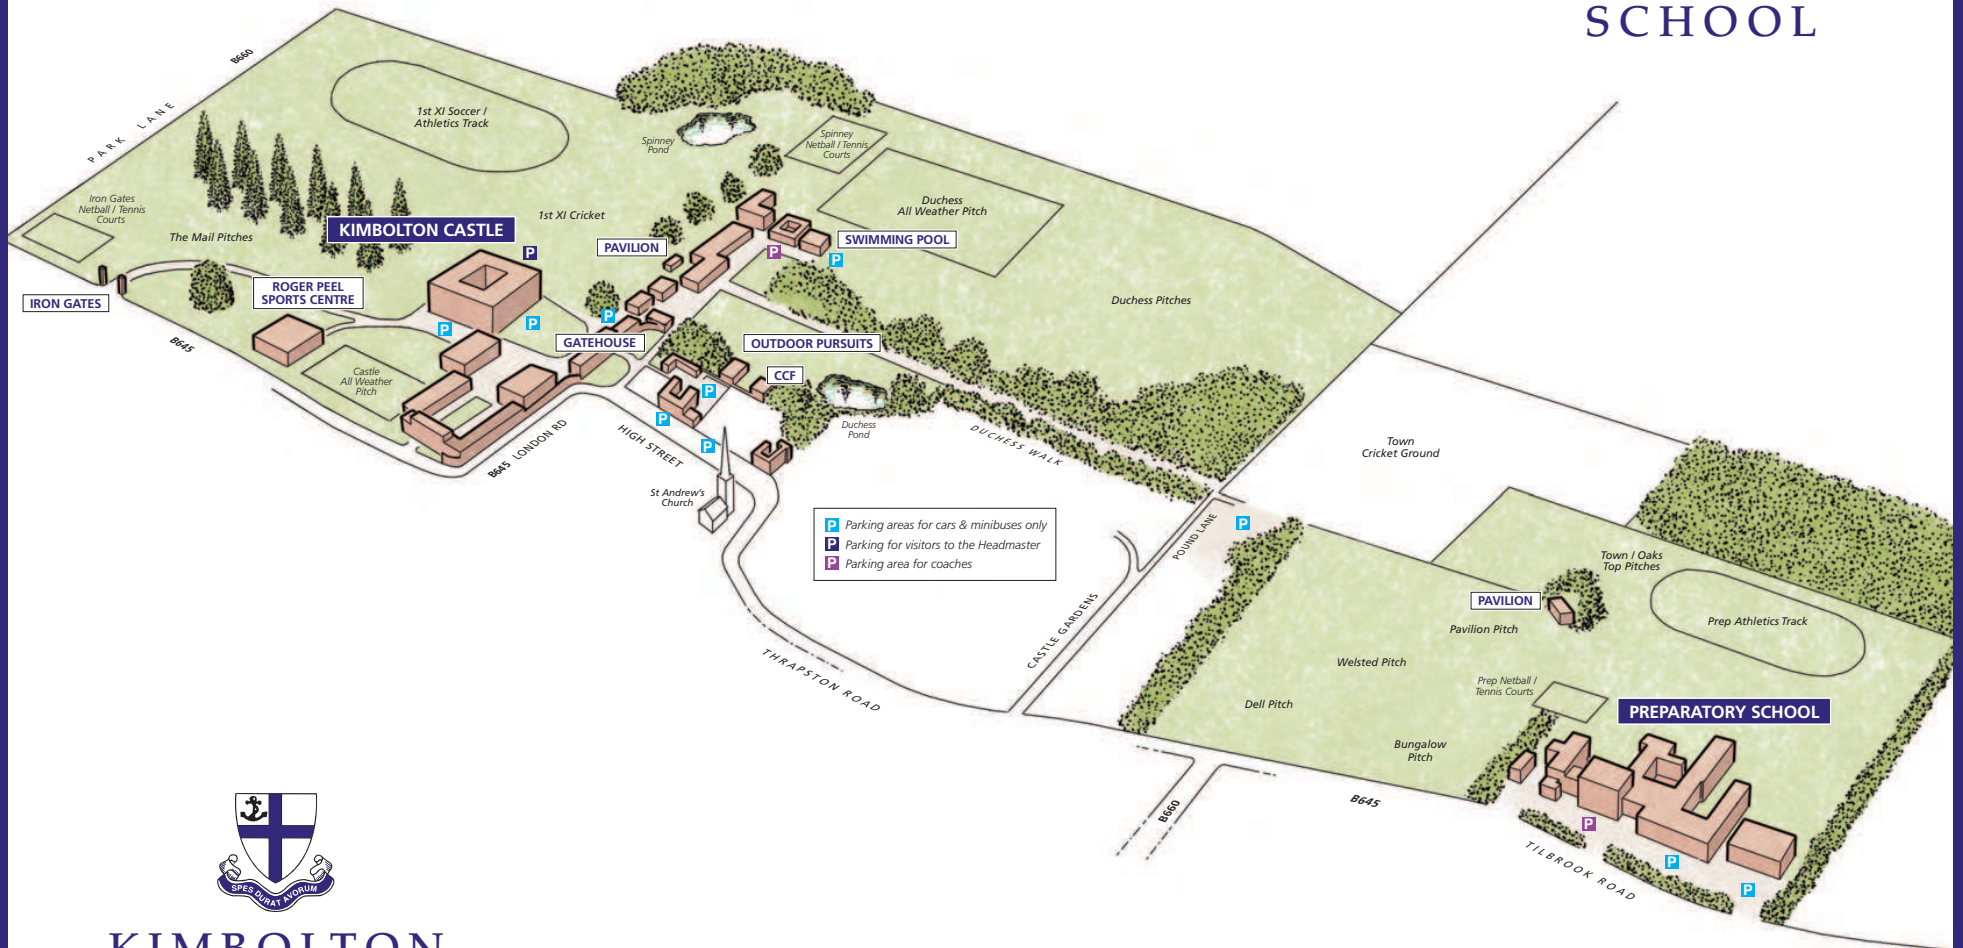 SCHOOL
B660
PARK LANE
1st XI Soccer /
Athletics Track
Spinney
Pond
Spinney
Netball / Tennis
Courts
Iron Gates
Netball / Tennis
Courts
The Mail Pitches
KIMBOLTON CASTLE
1st XI Cricket
Duchess
All Weather Pitch
PAVILION
SWIMMING POOL
P
P
P
IRON GATES
ROGER PEEL
SPORTS CENTRE
Duchess Pitches
P
P
P
B645
GATEHOUSE
OUTDOOR PURSUITS
Castle
All Weather
Pitch
CCF
P
P
P
Duchess
Pond
DUCHESS WALK
B645 LONDON RD
HIGH STREET
Town
Cricket Ground
St Andrew's
Church
P Parking areas for cars & minibuses only
P Parking for visitors to the Headmaster
P Parking area for coaches
POUND LANE
P
Town / Oaks
Top Pitches
PAVILION
Pavilion Pitch
Prep Athletics Track
CASTLE GARDENS
THRAPSTON ROAD
Welsted Pitch
Prep Netball /
Tennis Courts
Dell Pitch
PREPARATORY SCHOOL
Bungalow
Pitch
B645
B660
P
TILBROOK ROAD
P
P
SPES DURAT AVORUM
KIMBOLTON